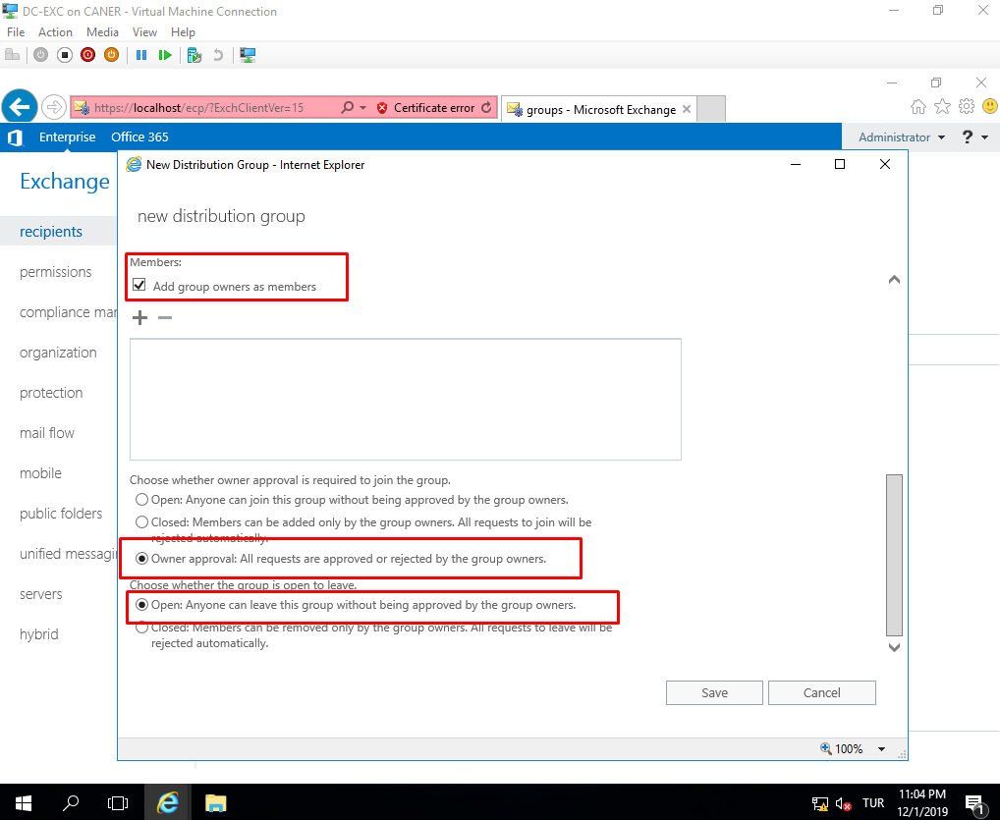 DC-EXC on CANER - Virtual Machine Connection
File Action Media View Help
https://localhost/ecp/?ExchClientVer=15
Certificate error
groups - Microsoft Exchange
Enterprise Office 365
Administrator ?
New Distribution Group - Internet Explorer
Exchange
recipients
permissions
compliance mar
organization
protection
mail flow
mobile
public folders
unified messagi
servers
hybrid
new distribution group
Members:
Add group owners as members
Choose whether owner approval is required to join the group.
Open: Anyone can join this group without being approved by the group owners.
Closed: Members can be added only by the group owners. All requests to join will be
rejected automatically.
Owner approval: All requests are approved or rejected by the group owners.
Choose whether the group is open to leave.
Open: Anyone can leave this group without being approved by the group owners.
Closed: Members can be removed only by the group owners. All requests to leave will be
rejected automatically.
Save Cancel
100%
TUR
11:04 PM
12/1/2019
1